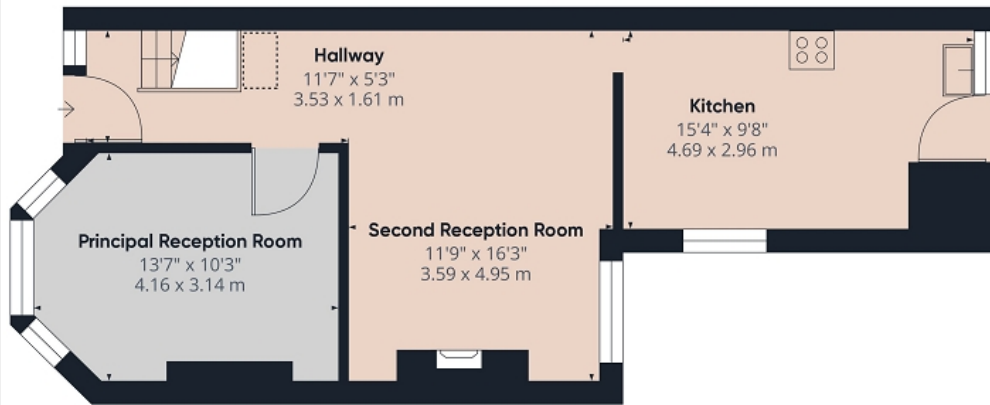 Hallway
11'7" x 5'3"
3.53 x 1.61 m
Kitchen
15'4" x 9'8"
4.69 x 2.96 m
Principal Reception Room
13'7" x 10'3"
4.16 x 3.14 m
Second Reception Room
11'9" x 16'3"
3.59 x 4.95 m